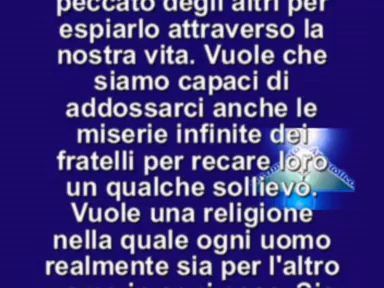 peccato degli altri per
espiarlo attraverso la
nostra vita. Vuole che
siamo capaci di
addossarci anche le
miserie infinite dei
fratelli per recare loro
un qualche sollievo.
Vuole una religione
nella quale ogni uomo
realmente sia per l'altro